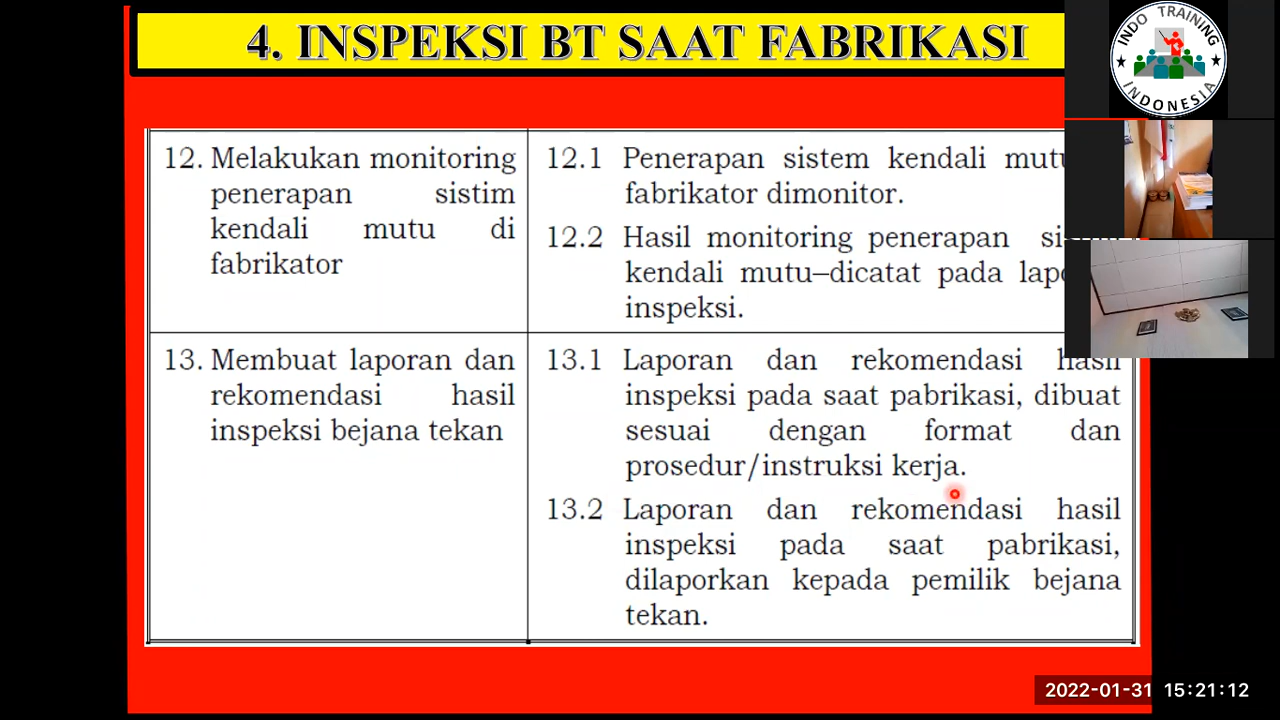 4. INSPEKSI BT SAAT FABRIKASI
INDO TRAINING
INDONESIA
12. Melakukan monitoring
penerapan sistim
kendali mutu di
fabrikator
12.1 Penerapan sistem kendali
fabrikator dimonitor.
12.2 Hasil monitoring penerapan
kendali mutu–dicatat pada
inspeksi.
13. Membuat laporan dan
rekomendasi hasil
inspeksi bejana tekan
13.1 Laporan dan rekomendasi hasil
inspeksi pada saat pabrikasi, dibuat
sesuai dengan format dan
prosedur/instruksi kerja.
13.2 Laporan dan rekomendasi hasil
inspeksi pada saat pabrikasi,
dilaporkan kepada pemilik bejana
tekan.
2022-01-31 15:21:12